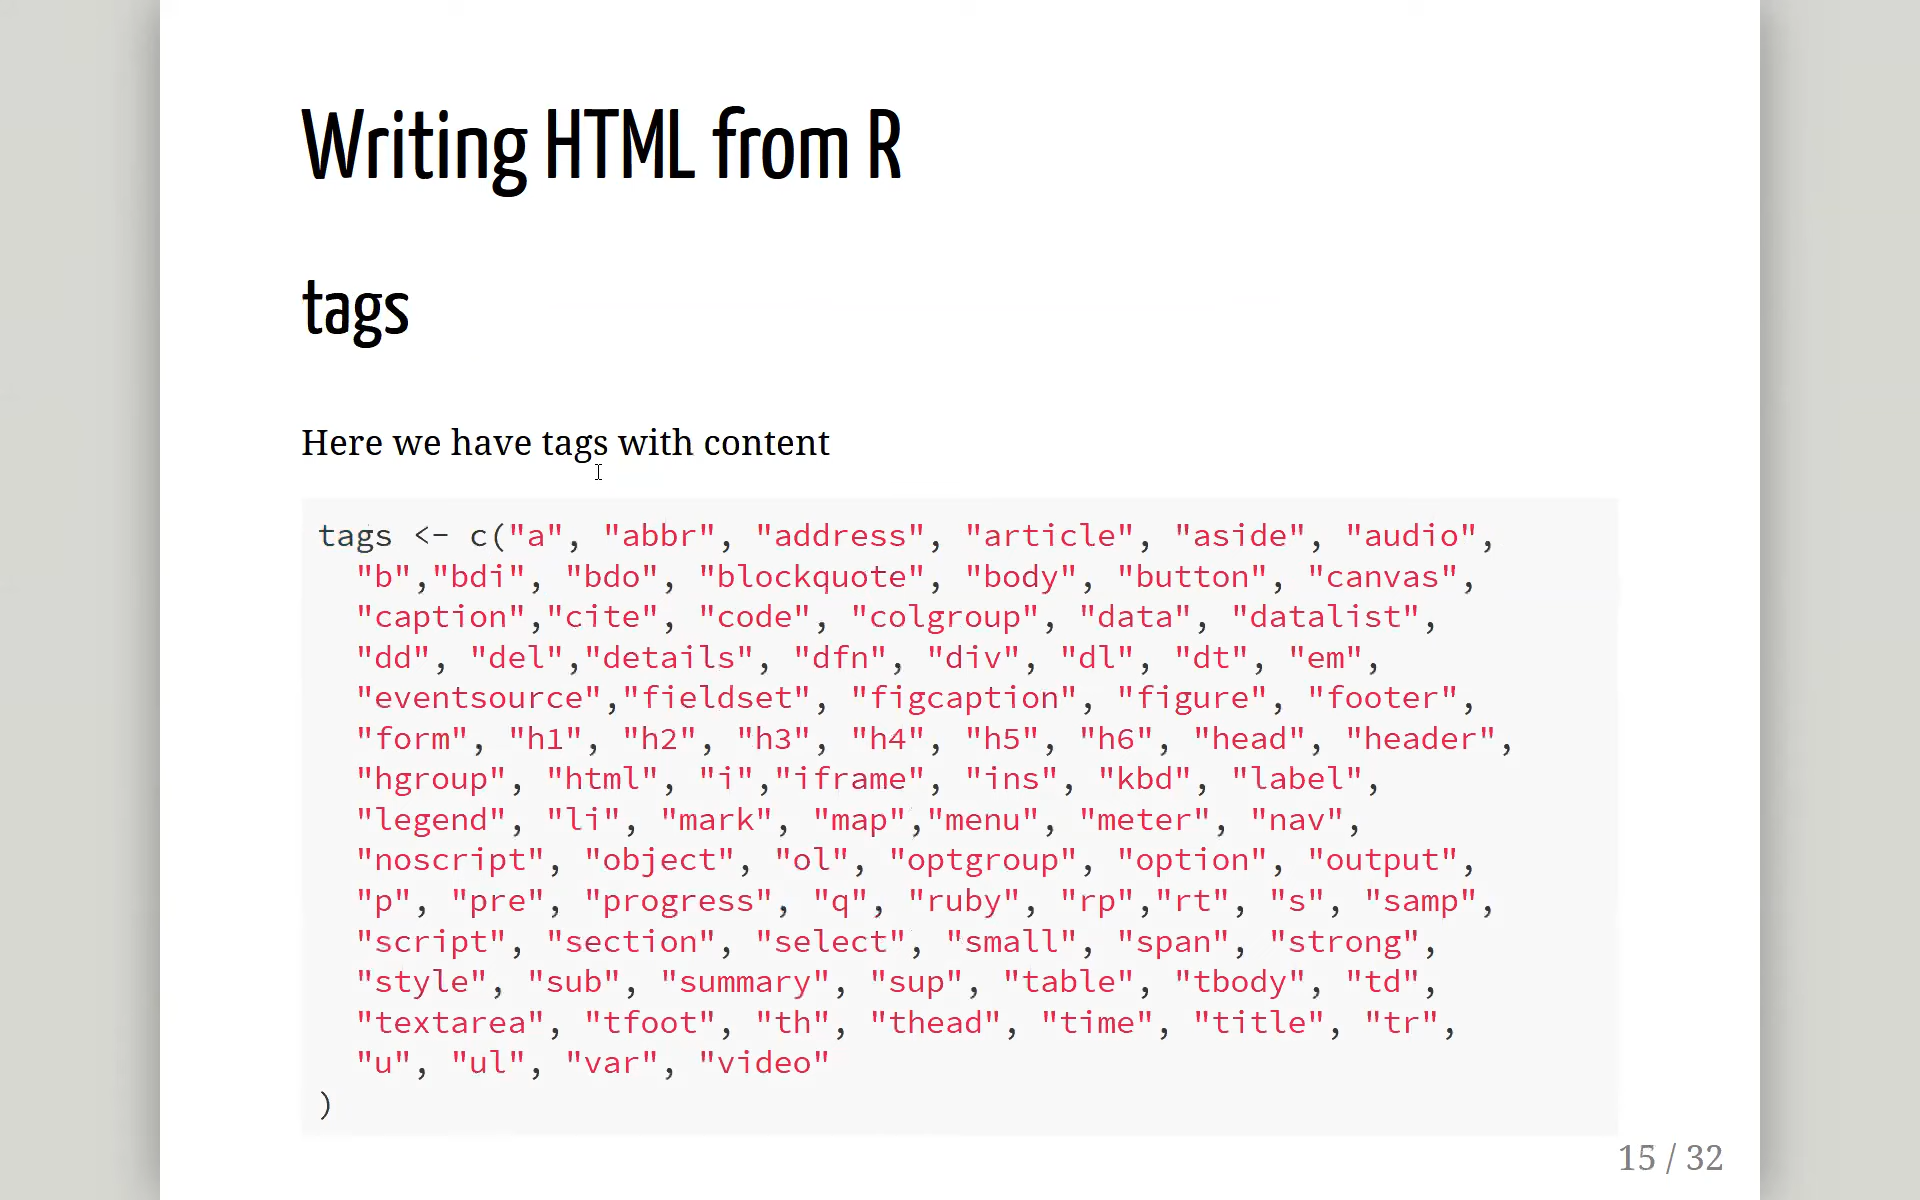 Writing HTML from R
tags
Here we have tags with content
tags <- c("a", "abbr", "address", "article", "aside", "audio",
"b","bdi", "bdo", "blockquote", "body", "button", "canvas",
"caption","cite", "code", "colgroup", "data", "datalist",
"dd", "del","details", "dfn", "div", "dl", "dt", "em",
"eventsource","fieldset", "figcaption", "figure", "footer",
"form", "h1", "h2", "h3", "h4", "h5", "h6", "head", "header",
"hgroup", "html", "i","iframe", "ins", "kbd", "label",
"legend", "li", "mark", "map","menu", "meter", "nav",
"noscript", "object", "ol", "optgroup", "option", "output",
"p", "pre", "progress", "q", "ruby", "rp","rt", "s", "samp",
"script", "section", "select", "small", "span", "strong",
"style", "sub", "summary", "sup", "table", "tbody", "td",
"textarea", "tfoot", "th", "thead", "time", "title", "tr",
"u", "ul", "var", "video"
)
15 / 32